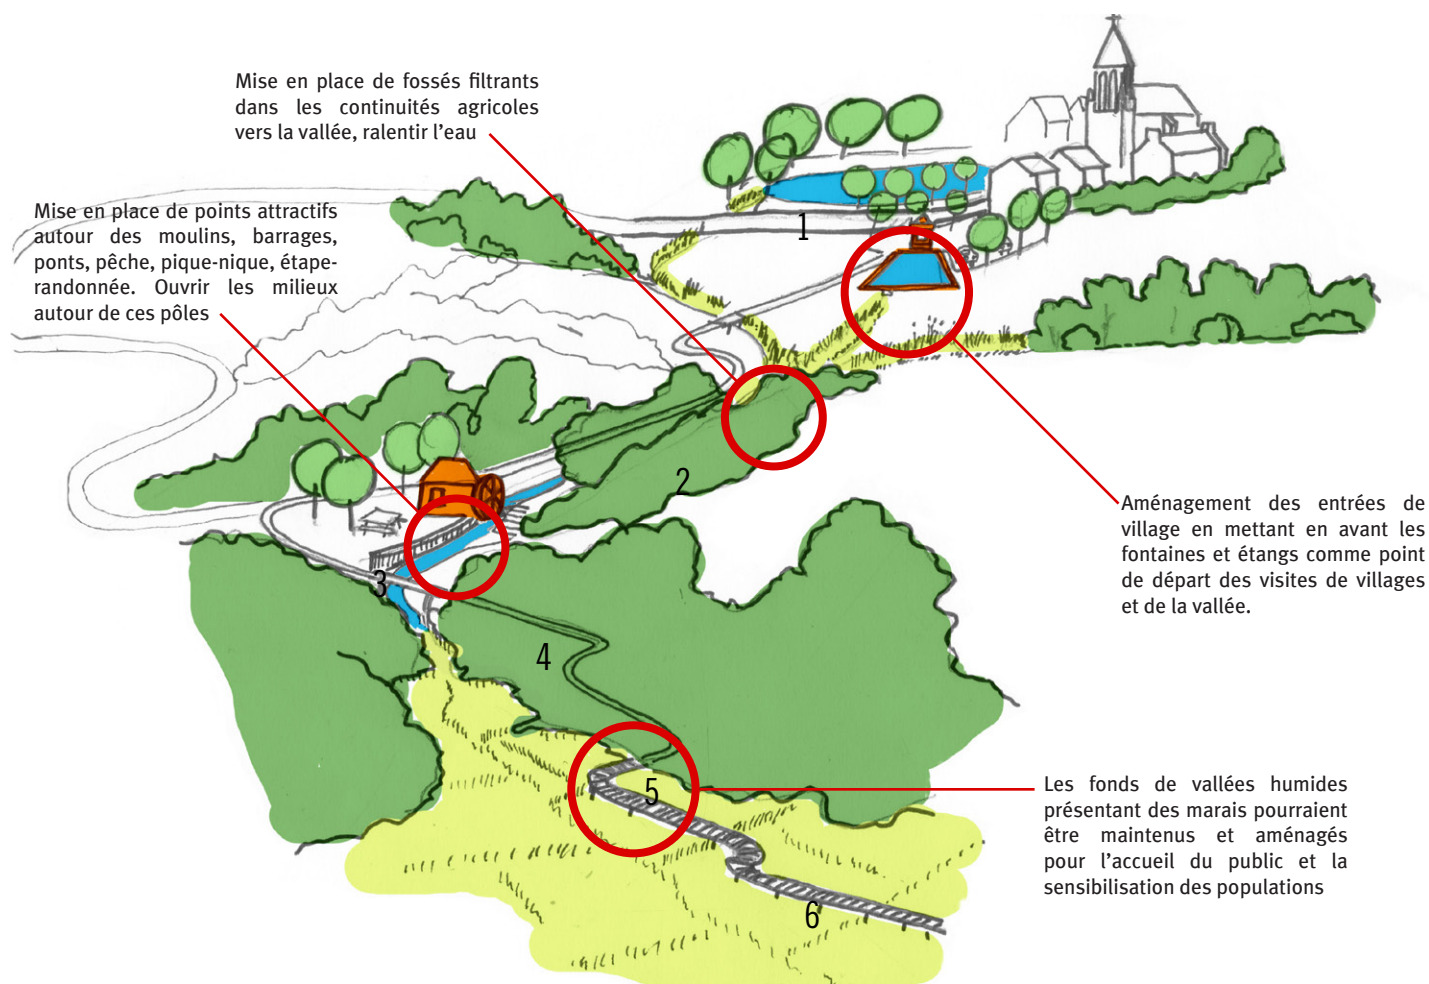 Mise en place de fossés filtrants
dans les continuités agricoles
vers la vallée, ralentir l’eau
Mise en place de points attractifs
autour des moulins, barrages,
ponts, pêche, pique-nique, étape-
randonnée. Ouvrir les milieux
autour de ces pôles
1
2
Aménagement des entrées de
village en mettant en avant les
fontaines et étangs comme point
de départ des visites de villages
et de la vallée.
3
4
5
Les fonds de vallées humides
présentant des marais pourraient
être maintenus et aménagés
pour l’accueil du public et la
sensibilisation des populations
6